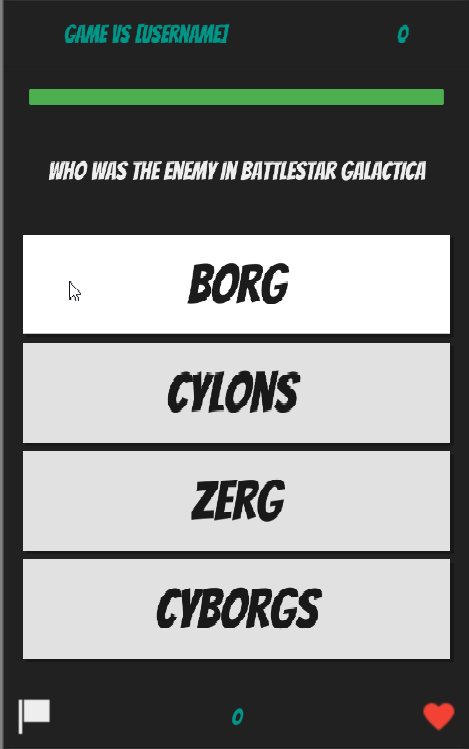 GAME VS [USERNAME] 0
WHO WAS THE ENEMY IN BATTLESTAR GALACTICA
BORG
CYLONS
ZERG
CYBORGS
0